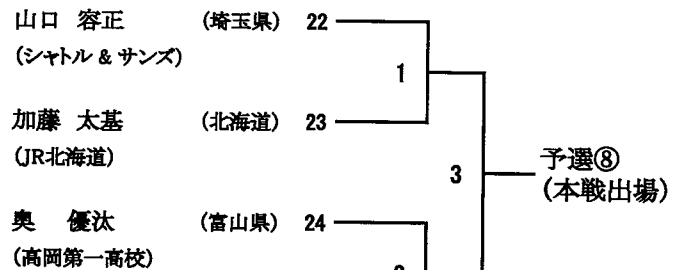 山口 容正 (埼玉県) 22
(シャトル & サンズ)
1
加藤 太基 (北海道) 23
(JR北海道)
3
予選⑧
(本戦出場)
奥 優汰 (富山県) 24
(高岡第一高校)